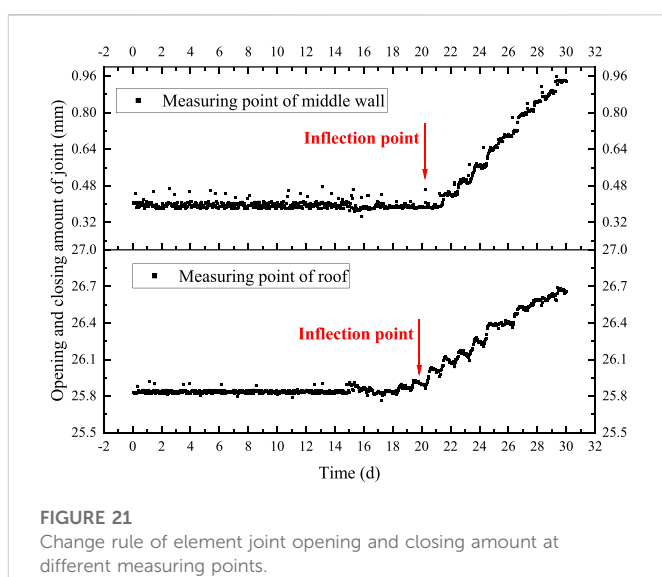 -2 0 2 4 6 8 10 12 14 16 18 20 22 24 26 28 30 32
Opening and closing amount of joint (mm)
0.96 0.96
Measuring point of middle wall
0.80 0.80
Inflection point
0.64 0.64
0.48 0.48
0.32 0.32
27.0 27.0
Measuring point of roof
26.7 26.7
26.4 26.4
Inflection point
26.1 26.1
25.8 25.8
25.5 25.5
-2 0 2 4 6 8 10 12 14 16 18 20 22 24 26 28 30 32
Time (d)
FIGURE 21
Change rule of element joint opening and closing amount at
different measuring points.